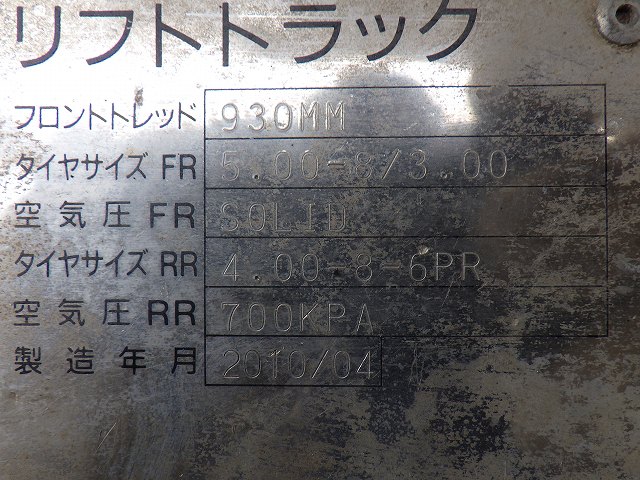 リフトトラック
フロントトレッド 930MM
タイヤサイズ FR 5.00-8/3.00
空気圧 FR SOLID
タイヤサイズ RR 4.00-8-6PR
空気圧 RR 700KPA
製造年月 2010/04